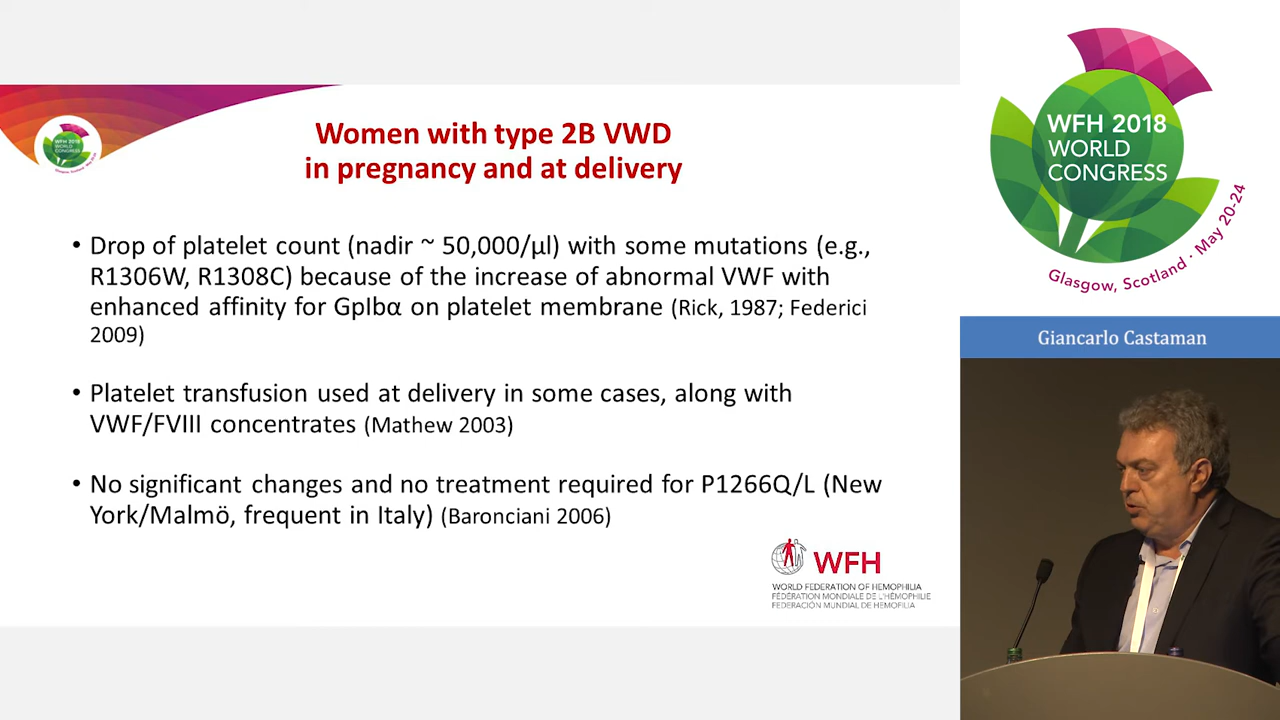 Women with type 2B VWD
in pregnancy and at delivery
• Drop of platelet count (nadir ~ 50,000/µl) with some mutations (e.g.,
R1306W, R1308C) because of the increase of abnormal VWF with
enhanced affinity for GpIbα on platelet membrane (Rick, 1987; Federici
2009)
• Platelet transfusion used at delivery in some cases, along with
VWF/FVIII concentrates (Mathew 2003)
• No significant changes and no treatment required for P1266Q/L (New
York/Malmö, frequent in Italy) (Baronciani 2006)
WFH
WORLD FEDERATION OF HEMOPHILIA
FÉDÉRATION MONDIALE DE L'HÉMOPHILIE
FEDERACIÓN MUNDIAL DE HEMOFILIA
WFH 2018
WORLD
CONGRESS
WFH 2018
WORLD
CONGRESS
Glasgow, Scotland · May 20-24
Giancarlo Castaman